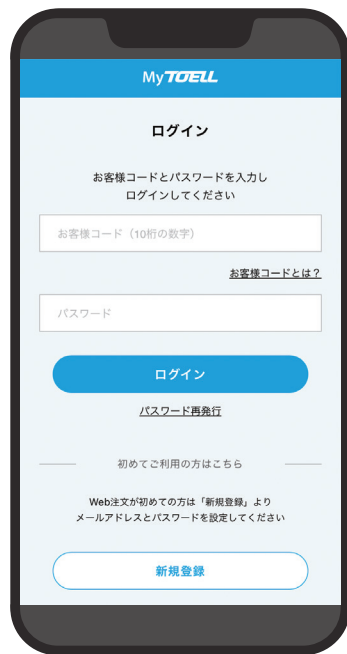 MyTOELL
ログイン
お客様コードとパスワードを入力し
ログインしてください
お客様コード（10桁の数字）
お客様コードとは？
パスワード
ログイン
パスワード再発行
初めてご利用の方はこちら
Web注文が初めての方は「新規登録」より
メールアドレスとパスワードを設定してください
新規登録